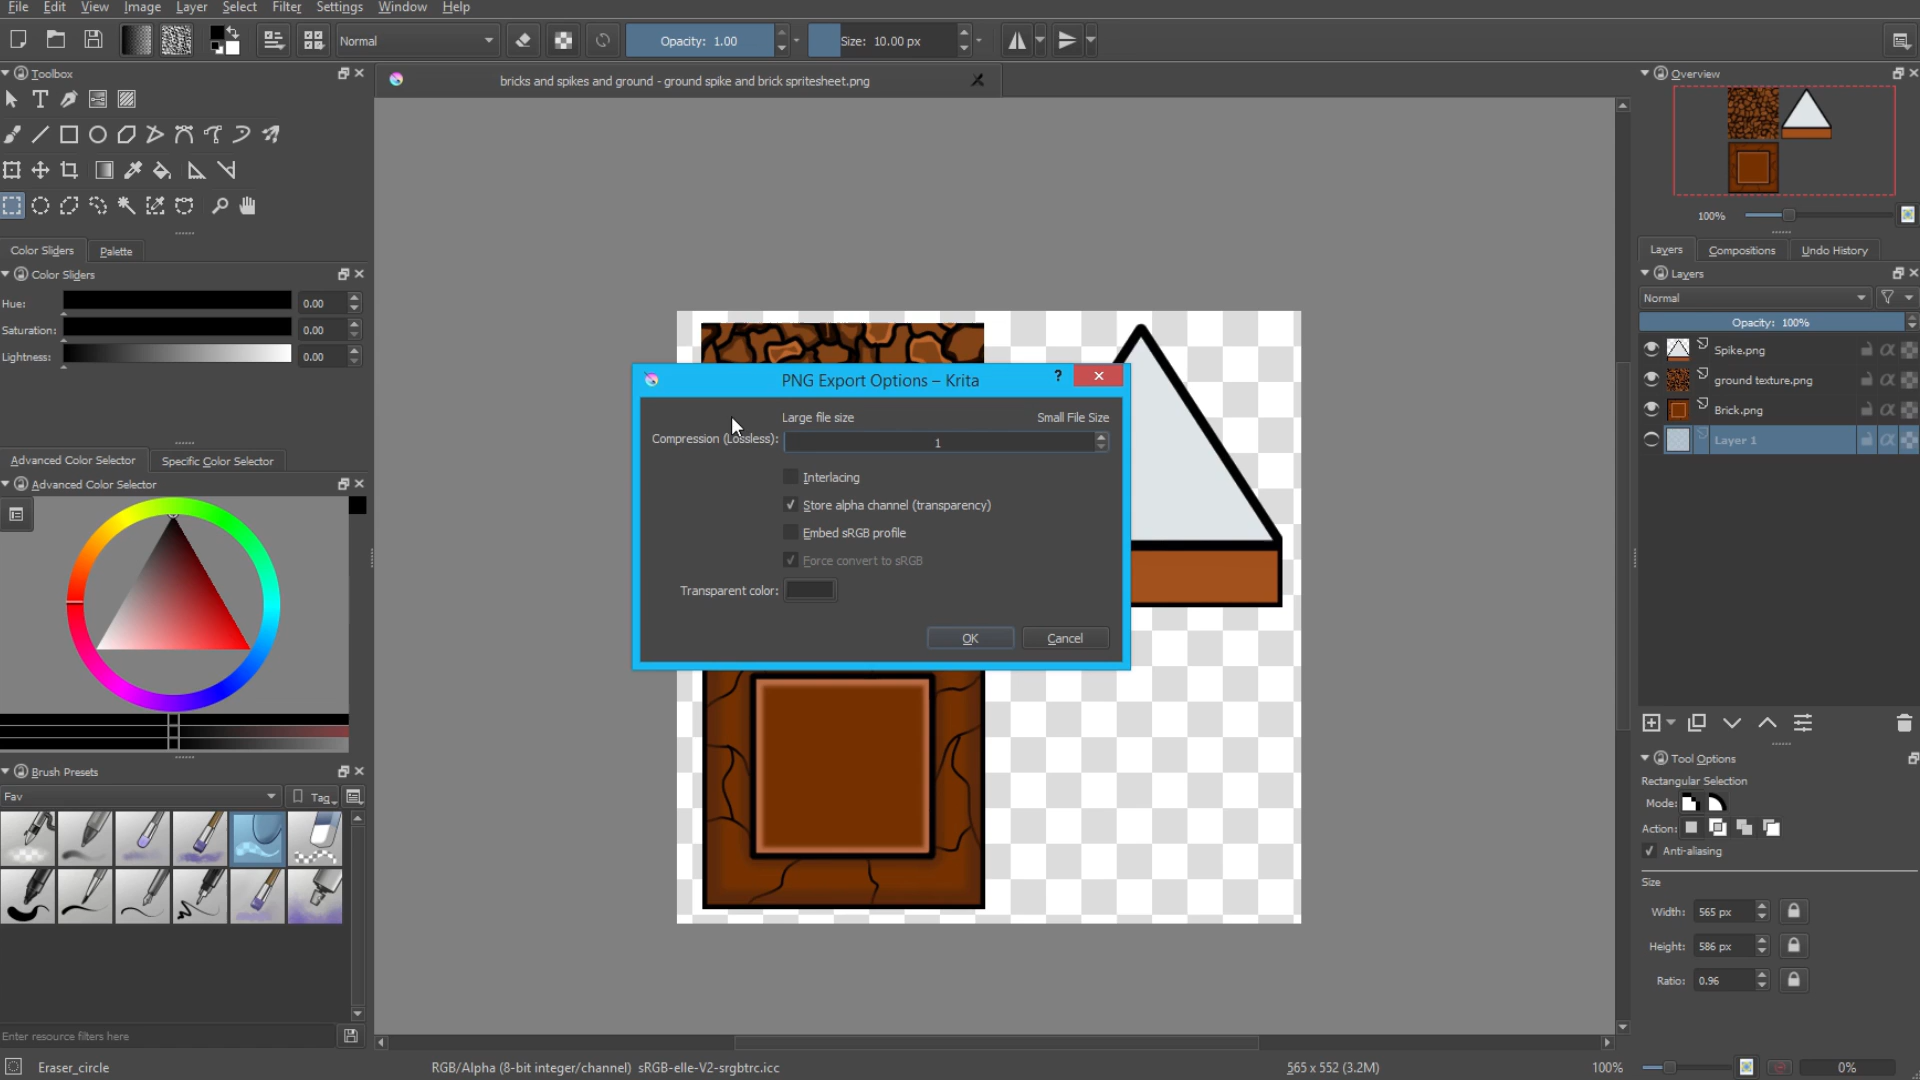 File Edit View Image Layer Select Filter Settings Window Help
Normal
Opacity: 1.00
Size: 10.00 px
Toolbox
bricks and spikes and ground - ground spike and brick spritesheet.png
Overview
100%
Color Sliders
Palette
Color Sliders
Hue: 0.00
Saturation: 0.00
Lightness: 0.00
Layers
Compositions
Undo History
Layers
Normal
Opacity: 100%
Spike.png
ground texture.png
Brick.png
Layer 1
PNG Export Options – Krita
?
Large file size
Small File Size
Compression (Lossless):
1
Interlacing
Store alpha channel (transparency)
Embed sRGB profile
Force convert to sRGB
Transparent color:
OK
Cancel
Advanced Color Selector
Specific Color Selector
Advanced Color Selector
Brush Presets
Fav
Tag
Enter resource filters here
Tool Options
Rectangular Selection
Mode:
Action:
Anti-aliasing
Size
Width: 565 px
Height: 586 px
Ratio: 0.96
Eraser_circle
RGB/Alpha (8-bit integer/channel) sRGB-elle-V2-srgbtrc.icc
565 x 552 (3.2M)
100%
0%